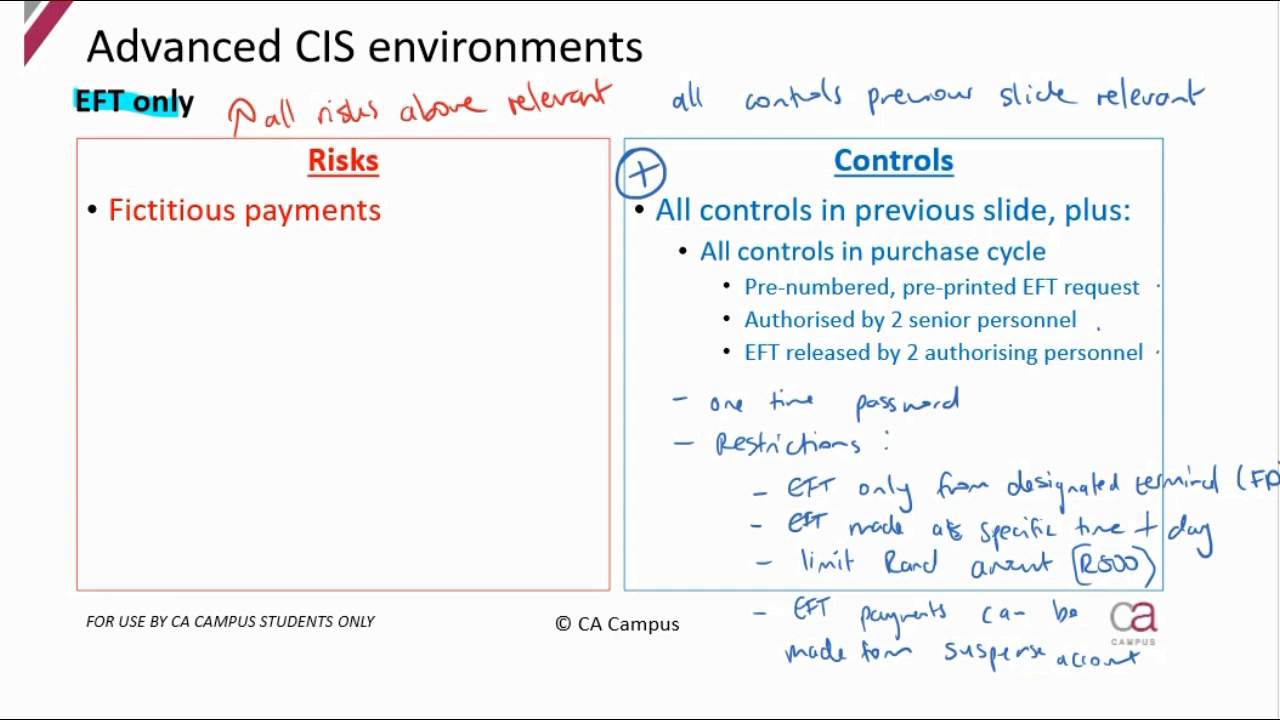 Advanced CIS environments
EFT only
all risks above relevant
all controls previous slide relevant
Risks
• Fictitious payments
+
Controls
• All controls in previous slide, plus:
• All controls in purchase cycle
• Pre-numbered, pre-printed EFT request
• Authorised by 2 senior personnel
• EFT released by 2 authorising personnel
- one time password
- Restrictions :
- EFT only from designated terminal (FD
- EFT made at specific time + day
- limit Rand amount (R500)
- EFT payments can be
made from suspense account
FOR USE BY CA CAMPUS STUDENTS ONLY
© CA Campus
ca
CAMPUS